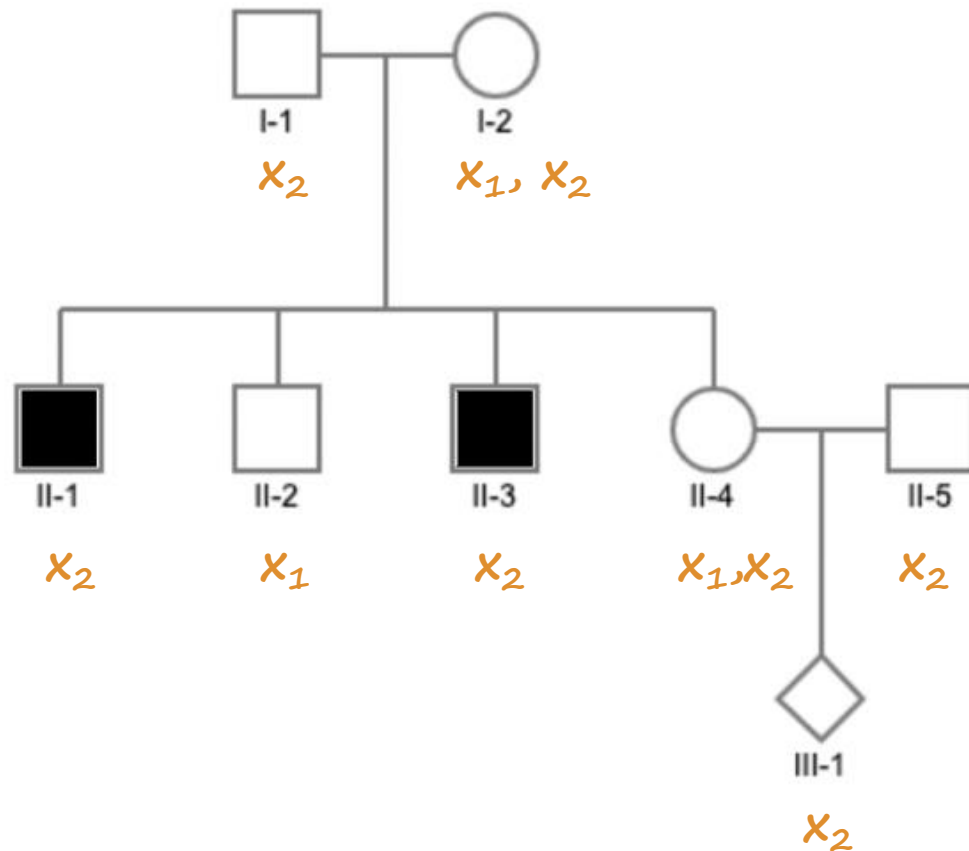 I-1 I-2
x₂ x₁, x₂
II-1 II-2 II-3 II-4 II-5
x₂ x₁ x₂ x₁,x₂ x₂
III-1
x₂